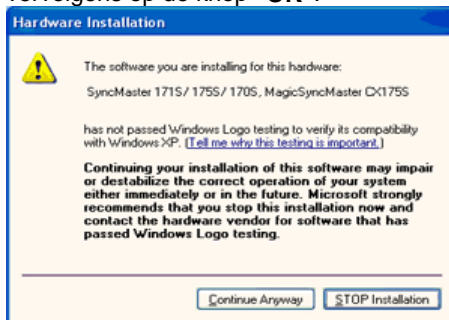 op de knop "OK".
Hardware Installation
The software you are installing for this hardware:
SyncMaster 171S/ 175S/ 170S, MagicSyncMaster CX175S
has not passed Windows Logo testing to verify its compatibility
with Windows XP. (Tell me why this testing is important.)
Continuing your installation of this software may impair
or destabilize the correct operation of your system
either immediately or in the future. Microsoft strongly
recommends that you stop this installation now and
contact the hardware vendor for software that has
passed Windows Logo testing.
Continue Anyway STOP Installation